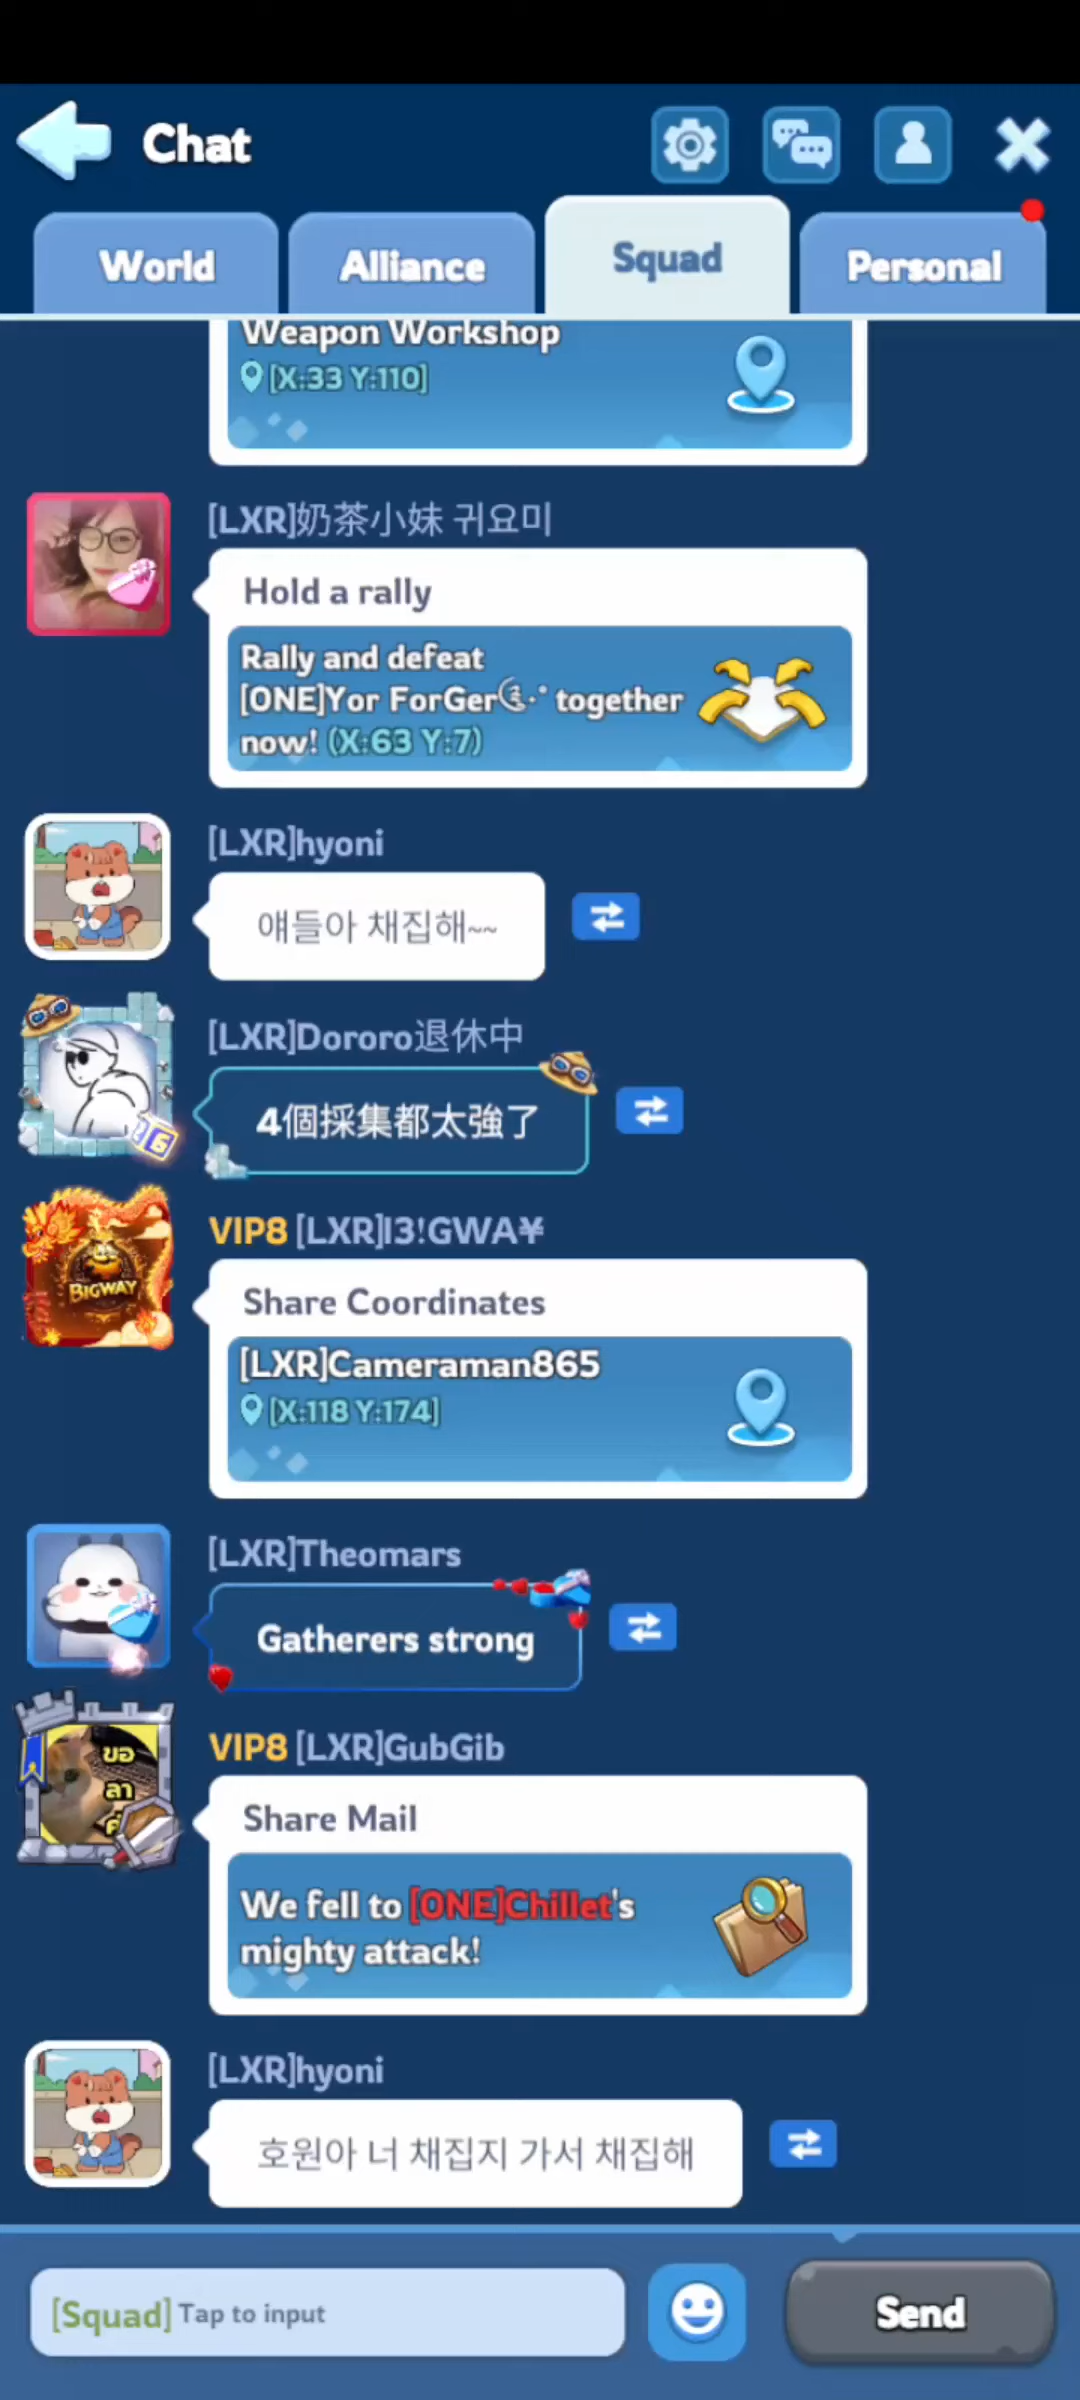 Chat
World
Alliance
Squad
Personal
Weapon Workshop
[X:33 Y:110]
[LXR]奶茶小妹 귀요미
Hold a rally
Rally and defeat
[ONE]Yor ForGer together
now! (X:63 Y:7)
[LXR]hyoni
얘들아 채집해~~
[LXR]Dororo退休中
4個採集都太強了
VIP8 [LXR]I3!GWA¥
BIGWAY
Share Coordinates
[LXR]Cameraman865
[X:118 Y:174]
[LXR]Theomars
Gatherers strong
VIP8 [LXR]GubGib
ขอ
ลา
Share Mail
We fell to [ONE]Chillet's
mighty attack!
[LXR]hyoni
호원아 너 채집지 가서 채집해
[Squad] Tap to input
Send